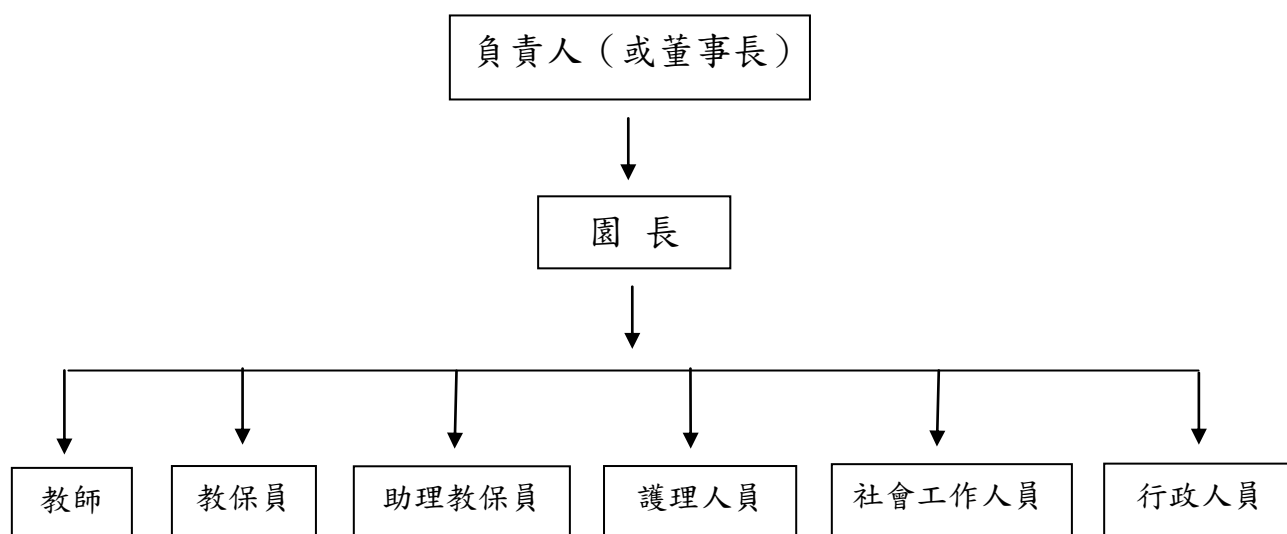 負責人（或董事長）
園 長
教師
教保員
助理教保員
護理人員
社會工作人員
行政人員